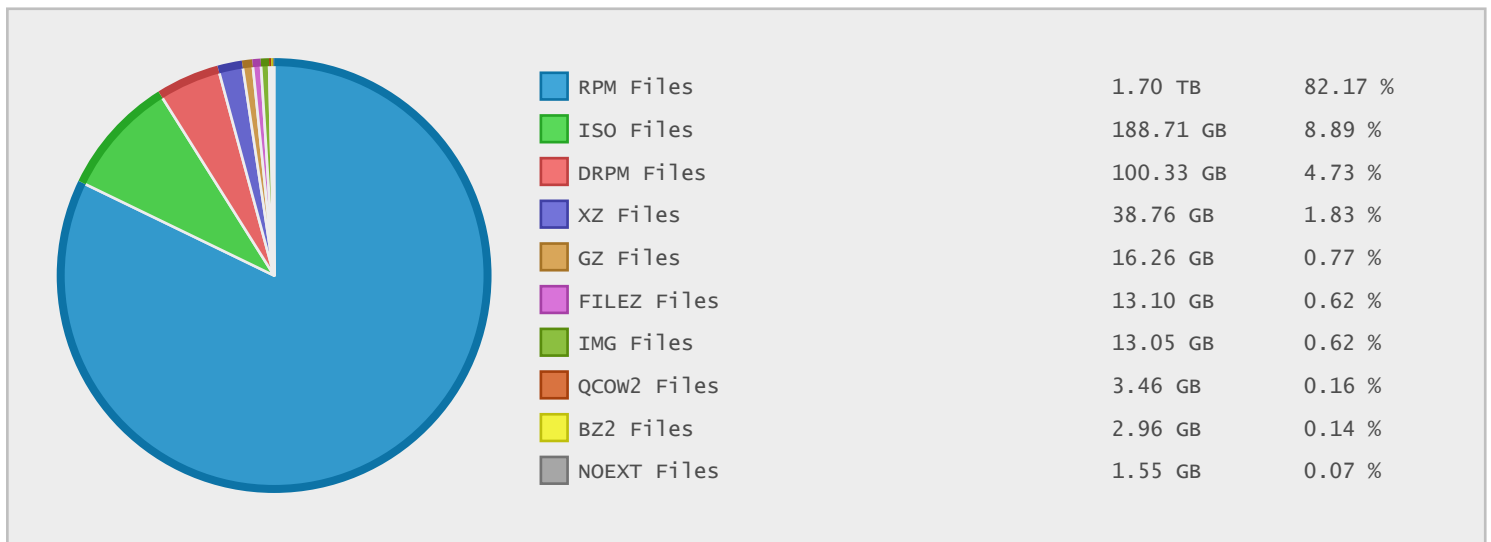 RPM Files 1.70 TB 82.17 %
ISO Files 188.71 GB 8.89 %
DRPM Files 100.33 GB 4.73 %
XZ Files 38.76 GB 1.83 %
GZ Files 16.26 GB 0.77 %
FILEZ Files 13.10 GB 0.62 %
IMG Files 13.05 GB 0.62 %
QCOW2 Files 3.46 GB 0.16 %
BZ2 Files 2.96 GB 0.14 %
NOEXT Files 1.55 GB 0.07 %